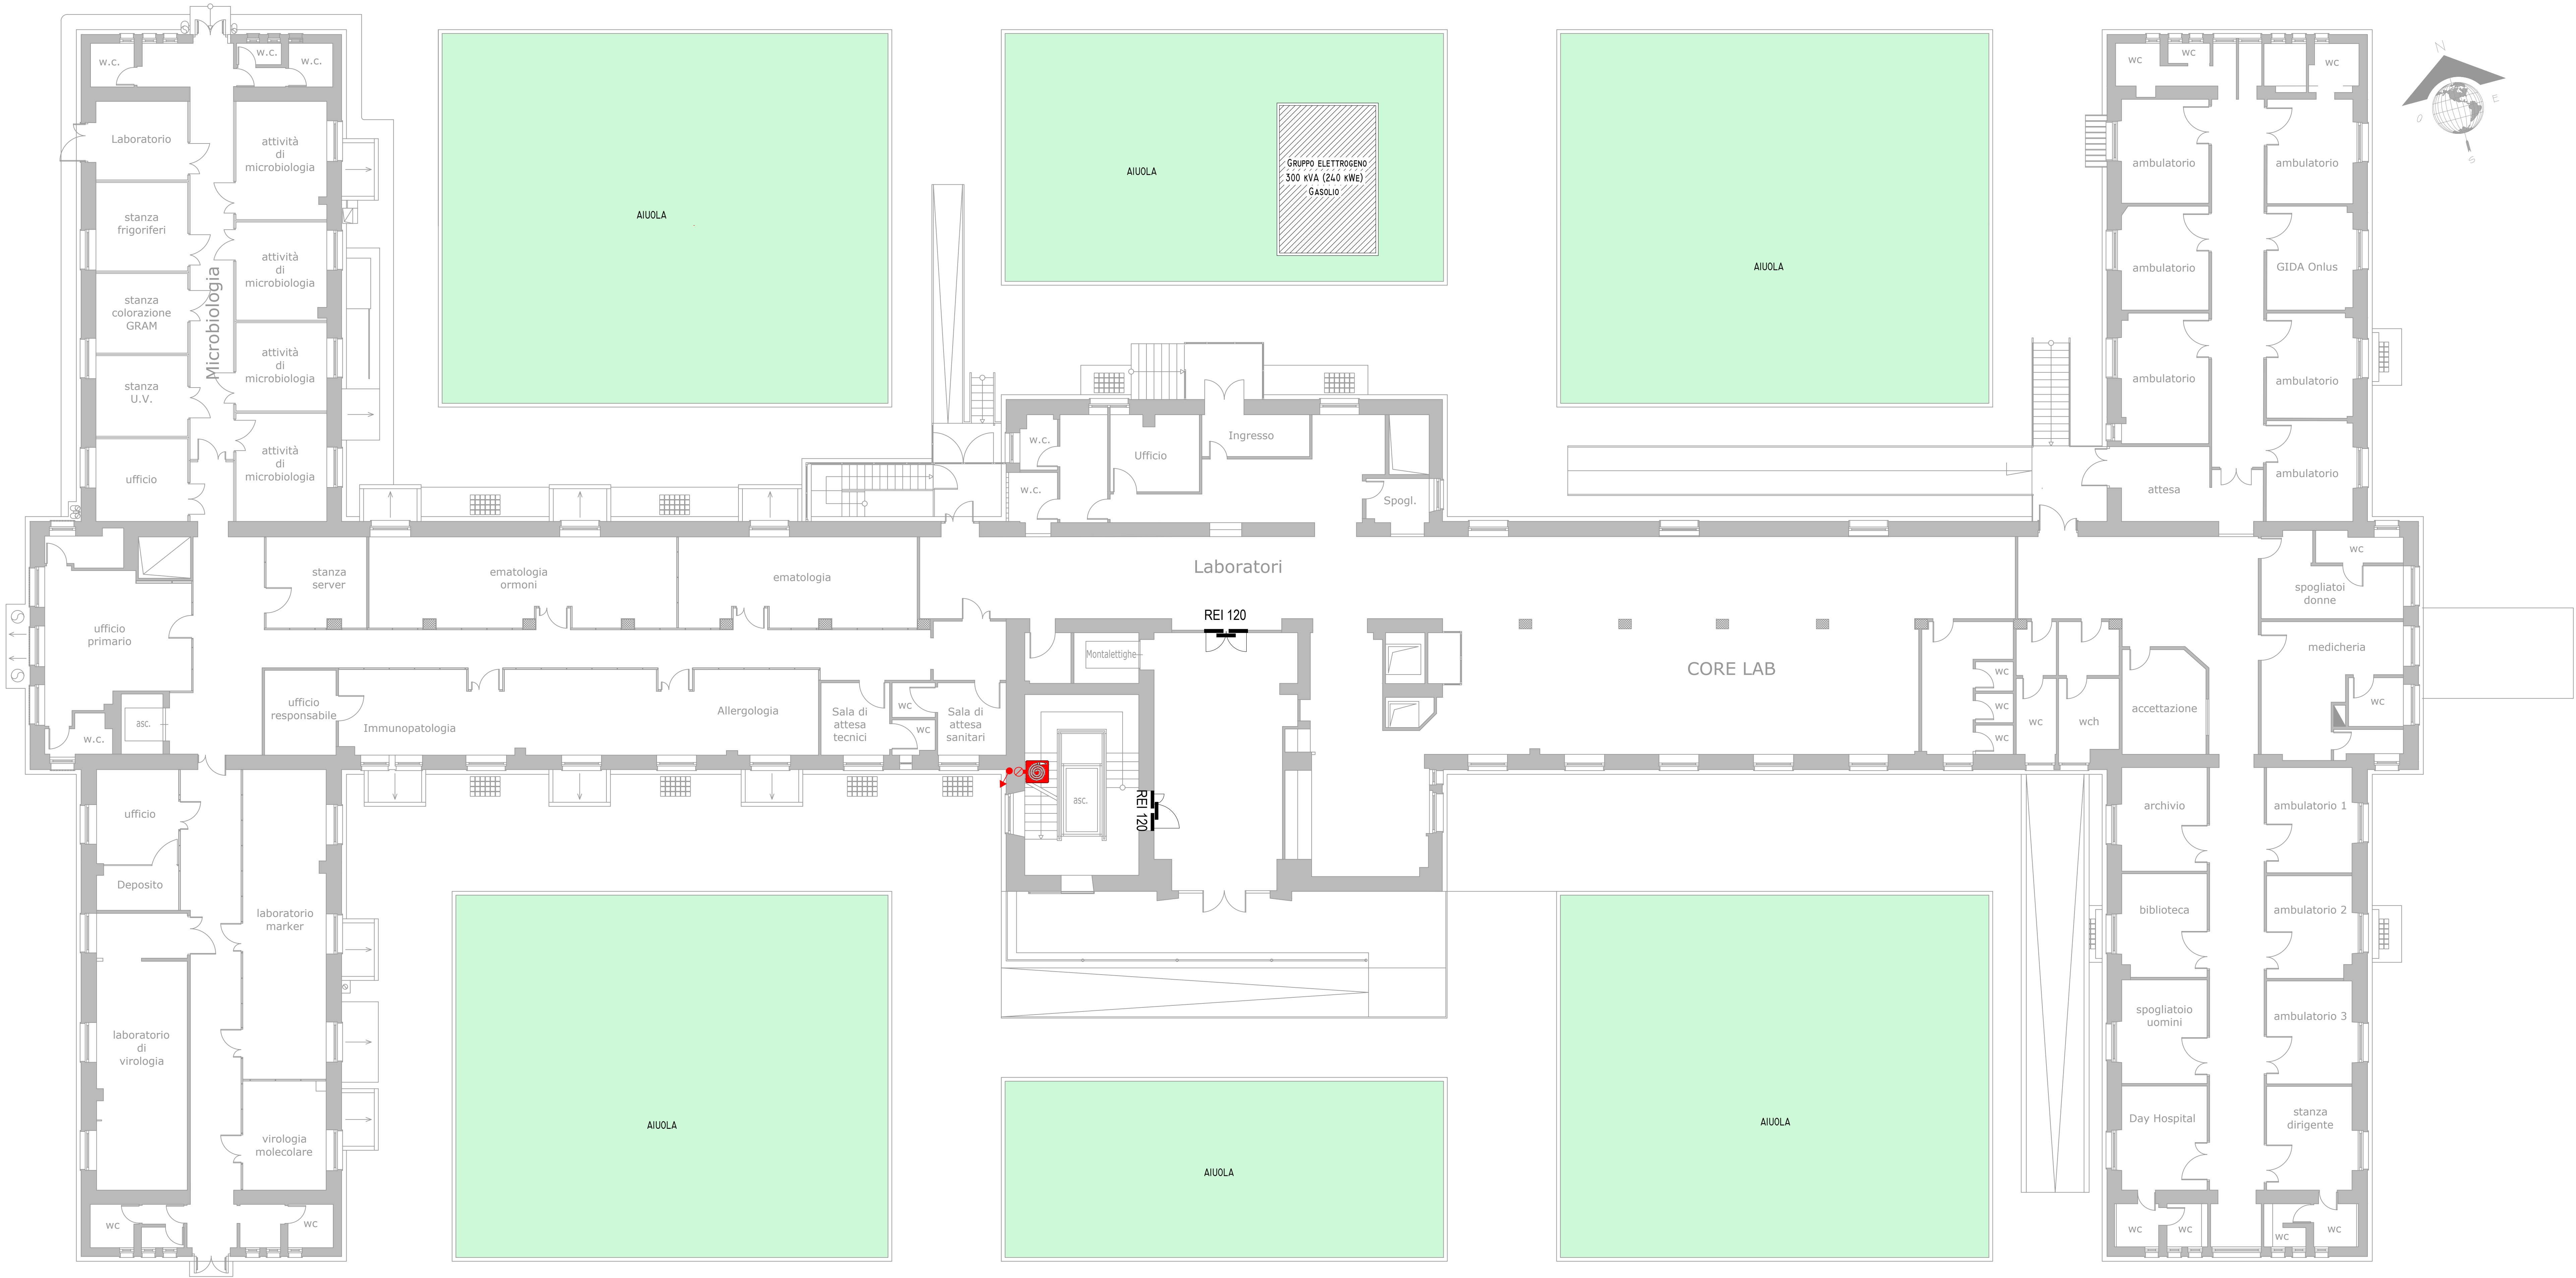 w.c.
w.c.
w.c.
Laboratorio
attività
di
microbiologia
stanza
frigoriferi
attività
di
microbiologia
Microbiologia
stanza
colorazione
GRAM
attività
di
microbiologia
stanza
U.V.
attività
di
microbiologia
ufficio
AIUOLA
AIUOLA
GRUPPO ELETTROGENO
300 KVA (240 KWE)
GASOLIO
AIUOLA
wc
wc
wc
N
E
O
S
ambulatorio
ambulatorio
ambulatorio
GIDA Onlus
ambulatorio
ambulatorio
attesa
ambulatorio
w.c.
w.c.
Ufficio
Ingresso
Spogl.
ufficio
primario
w.c.
asc.
stanza
server
ematologia
ormoni
ematologia
Laboratori
REI 120
Montalettighe
ufficio
responsabile
Immunopatologia
Allergologia
Sala di
attesa
tecnici
wc
wc
Sala di
attesa
sanitari
asc.
REI 120
CORE LAB
wc
wc
wc
wc
wch
accettazione
wc
spogliatoi
donne
medicheria
wc
ufficio
Deposito
laboratorio
marker
laboratorio
di
virologia
virologia
molecolare
wc
wc
AIUOLA
AIUOLA
AIUOLA
archivio
ambulatorio 1
biblioteca
ambulatorio 2
spogliatoio
uomini
ambulatorio 3
Day Hospital
stanza
dirigente
wc
wc
wc
wc